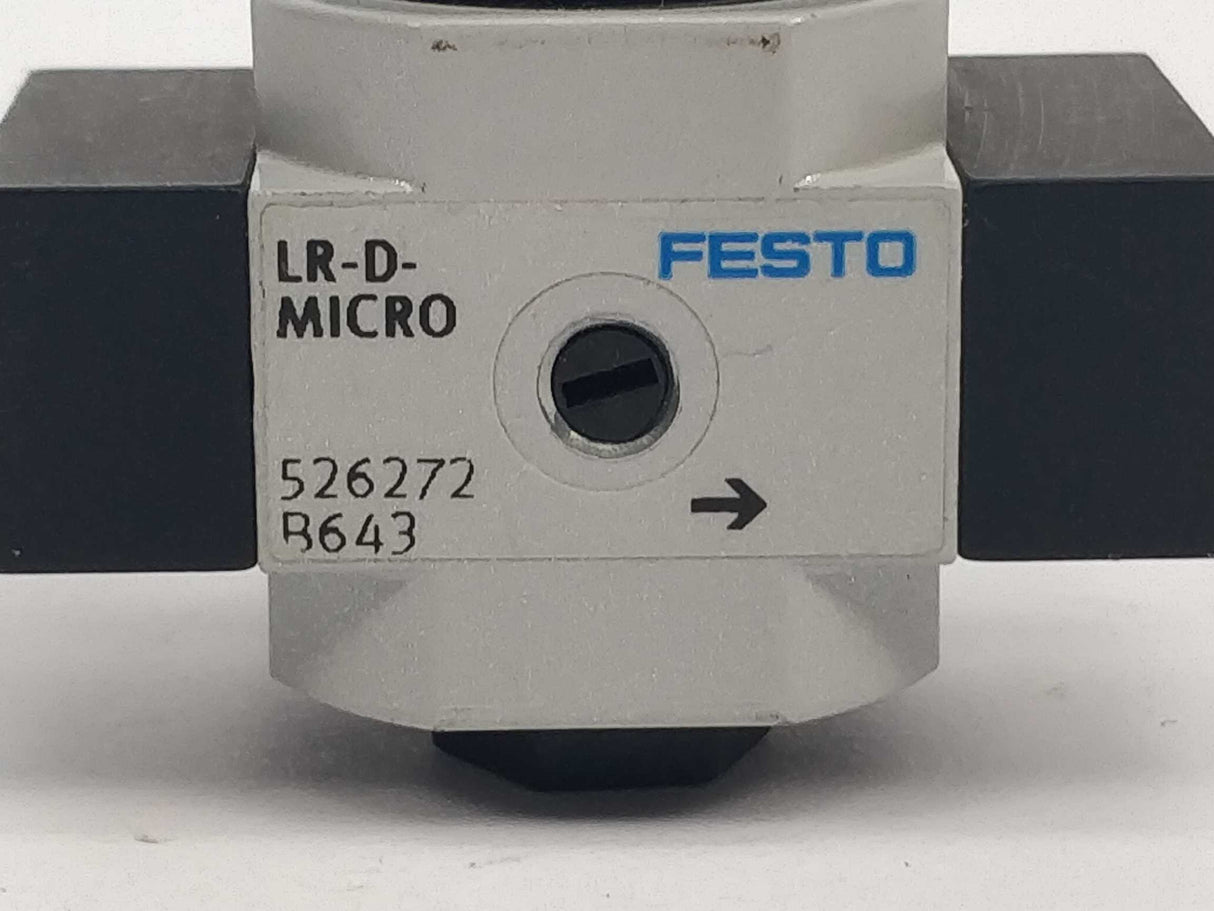 LR-D-
MICRO
FESTO
526272
B643